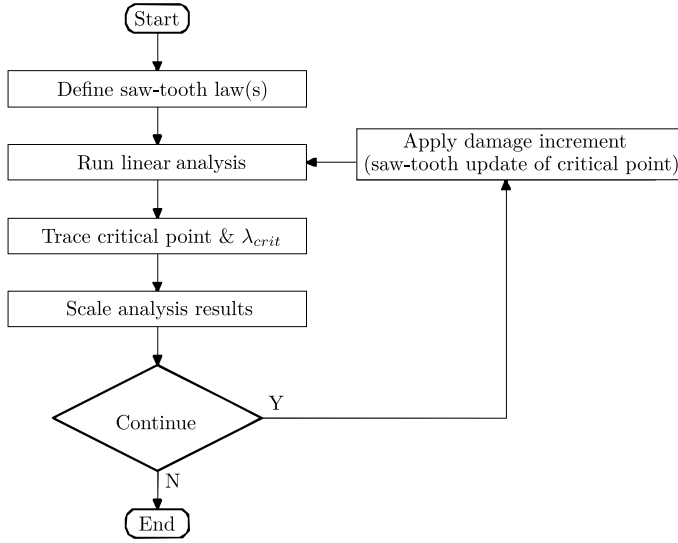 Start
Define saw-tooth law(s)
Run linear analysis
Apply damage increment
(saw-tooth update of critical point)
Trace critical point & λcrit
Scale analysis results
Continue
Y
N
End